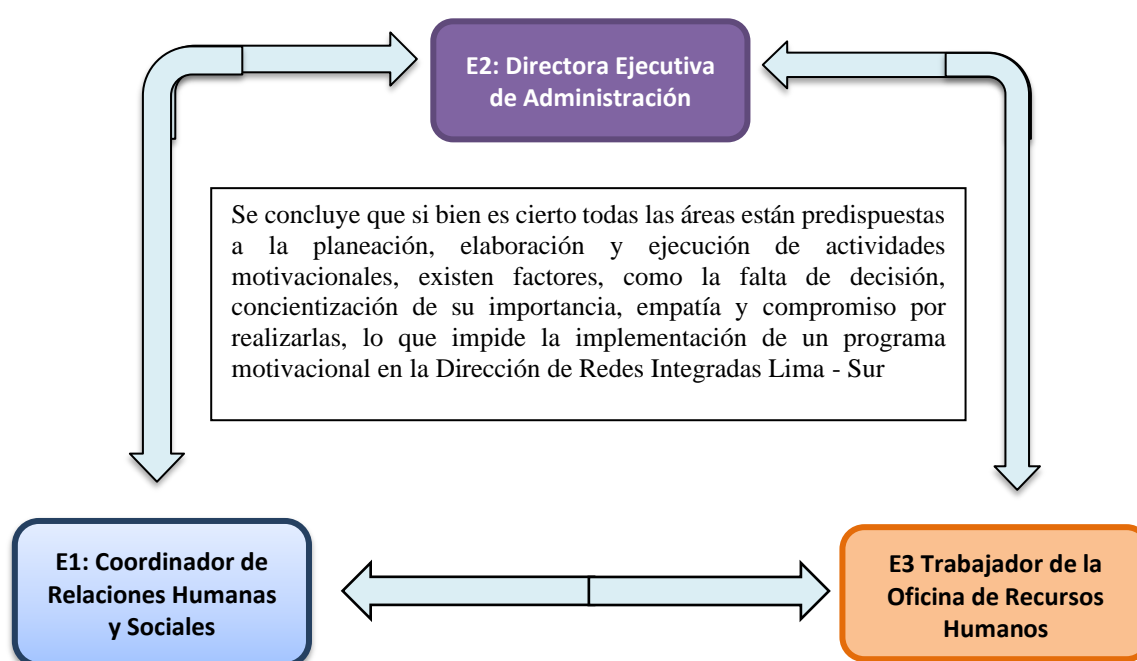 E2: Directora Ejecutiva
de Administración
Se concluye que si bien es cierto todas las áreas están predispuestas
a la planeación, elaboración y ejecución de actividades
motivacionales, existen factores, como la falta de decisión,
concientización de su importancia, empatía y compromiso por
realizarlas, lo que impide la implementación de un programa
motivacional en la Dirección de Redes Integradas Lima - Sur
E1: Coordinador de
Relaciones Humanas
y Sociales
E3 Trabajador de la
Oficina de Recursos
Humanos